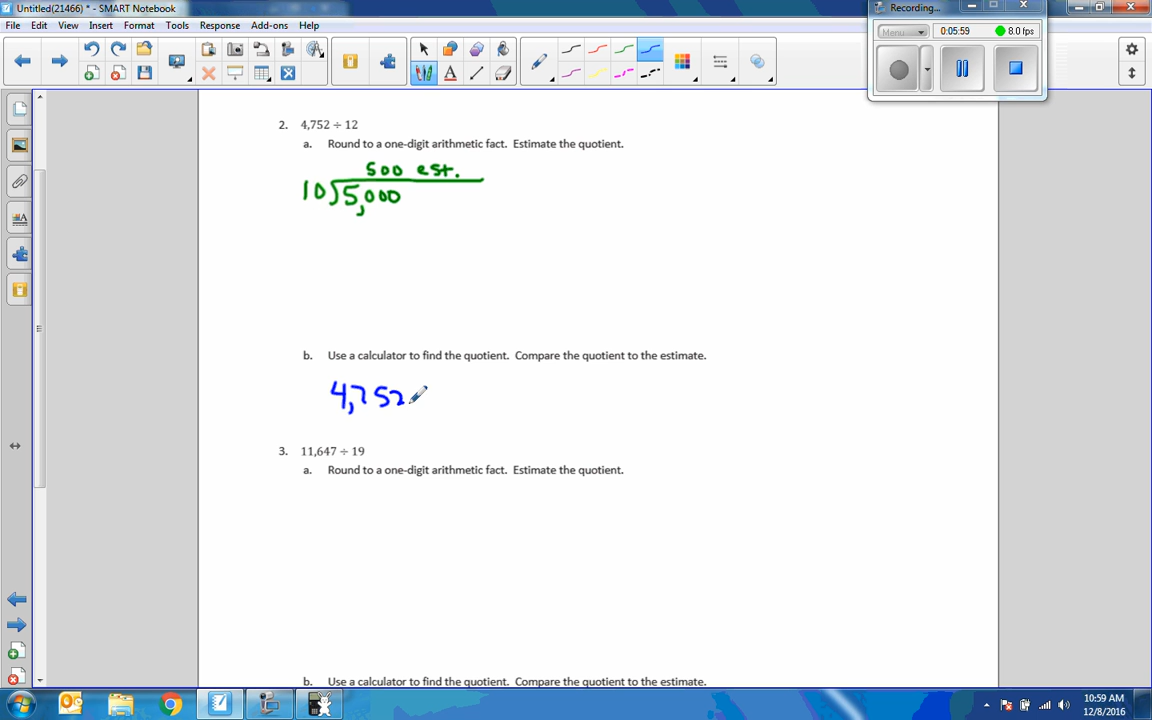 Untitled(21466) * - SMART Notebook
Recording...
File Edit View Insert Format Tools Response Add-ons Help
Menu 0:05:59 8.0 fps
2. 4,752 ÷ 12
a. Round to a one-digit arithmetic fact. Estimate the quotient.
500 est.
10 5,000
b. Use a calculator to find the quotient. Compare the quotient to the estimate.
4,752
3. 11,647 ÷ 19
a. Round to a one-digit arithmetic fact. Estimate the quotient.
b. Use a calculator to find the quotient. Compare the quotient to the estimate.
10:59 AM
12/8/2016